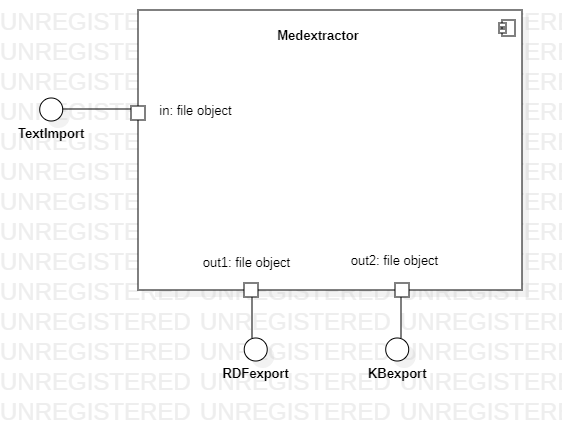 Medextractor
in: file object
TextImport
out1: file object
out2: file object
RDFexport
KBexport
UNREGISTERED UNREGISTERED UNREGISTERED